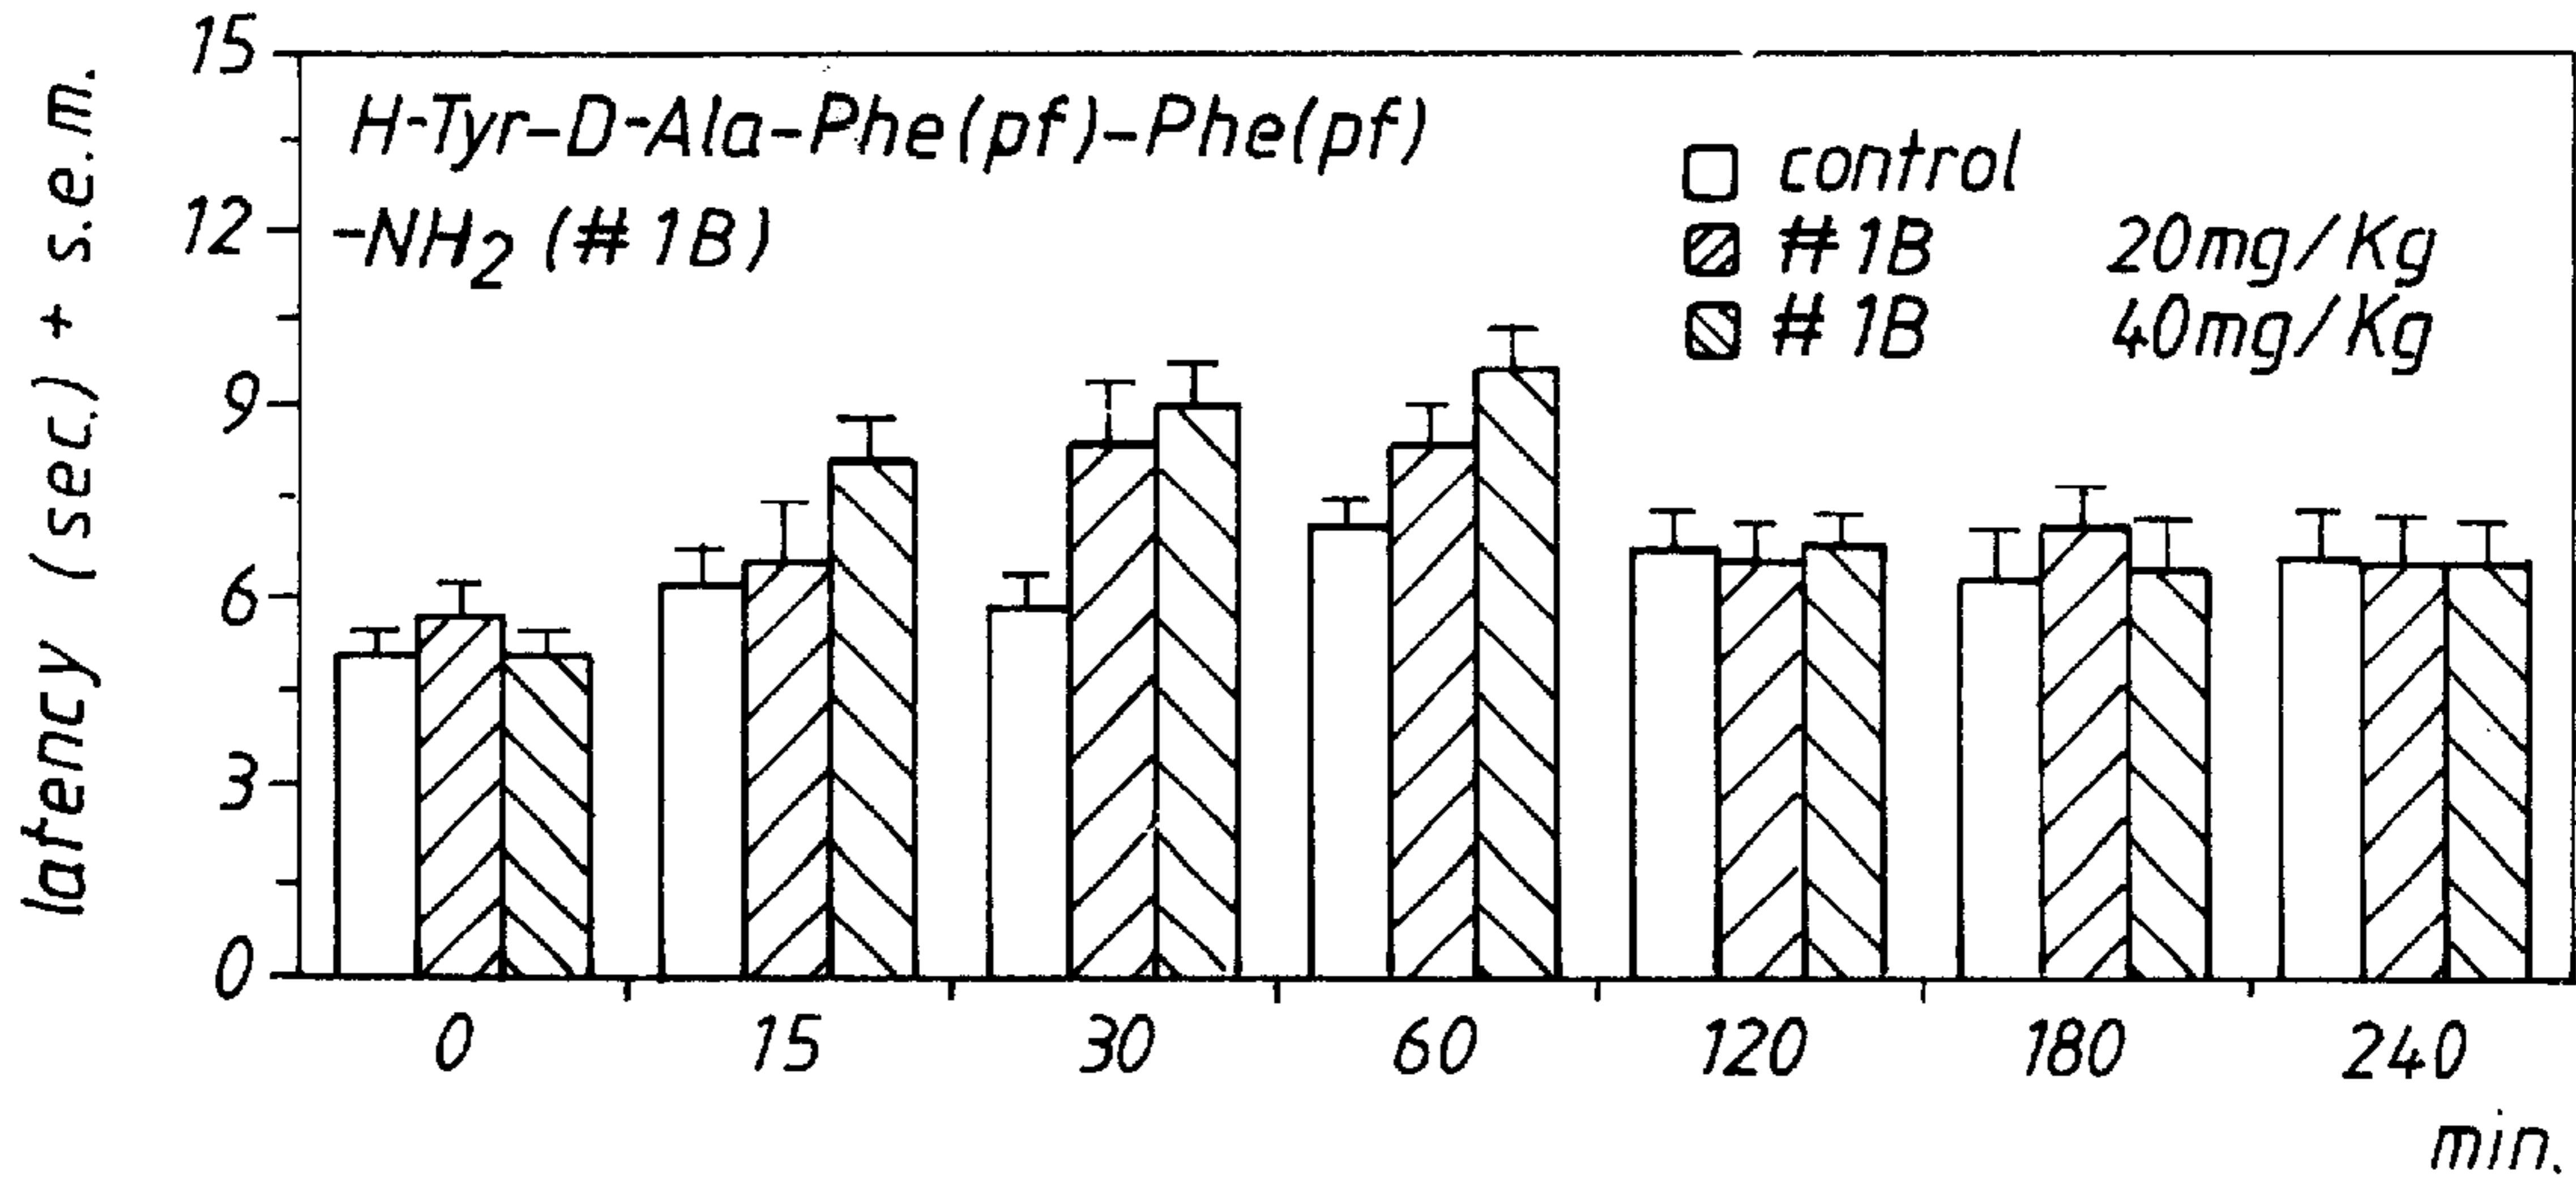 latency (sec.) + s.e.m.
15
12
9
6
3
0
H-Tyr-D-Ala-Phe(pf)-Phe(pf)
-NH2 (# 1B)
control
# 1B 20mg/Kg
# 1B 40mg/Kg
0 15 30 60 120 180 240
min.